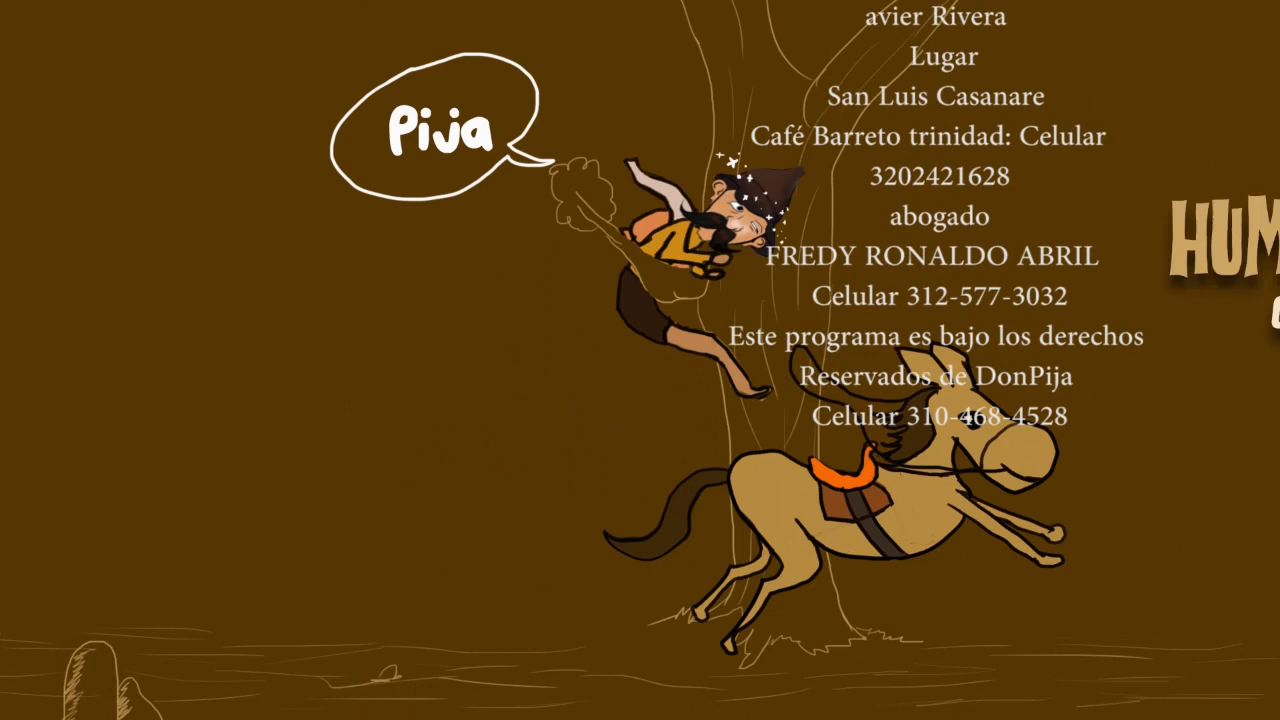 Pija
avier Rivera
Lugar
San Luis Casanare
Café Barreto trinidad: Celular
3202421628
abogado
FREDY RONALDO ABRIL
Celular 312-577-3032
Este programa es bajo los derechos
Reservados de DonPija
Celular 310-468-4528
HUM